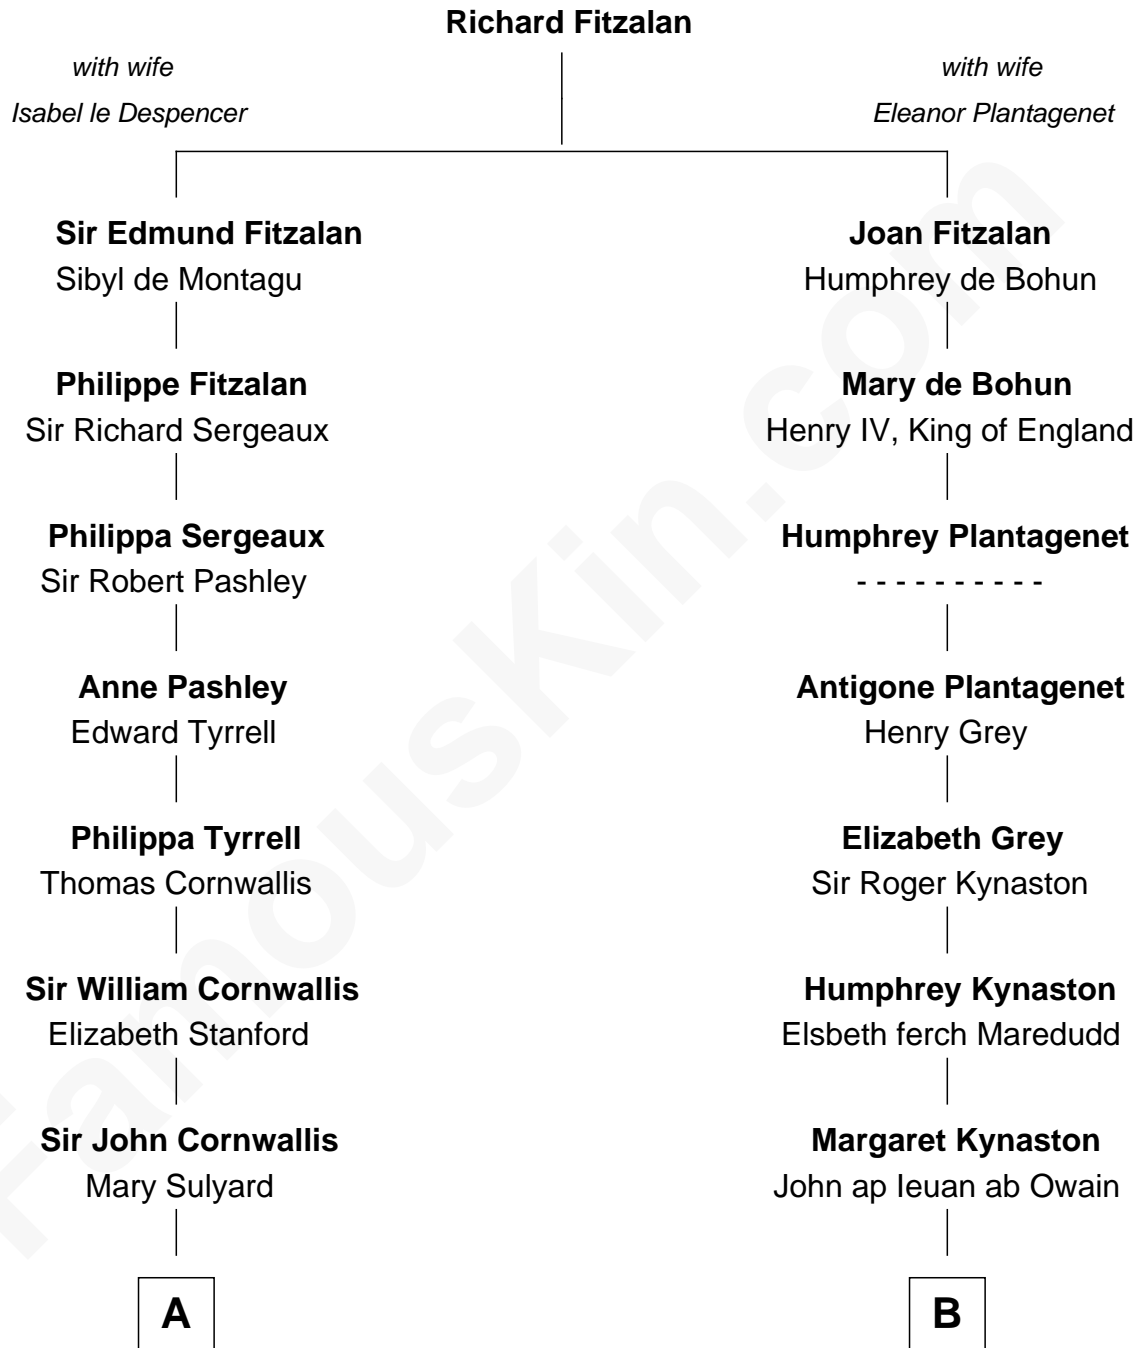 Richard Fitzalan
with wife
Isabel le Despencer
with wife
Eleanor Plantagenet
Sir Edmund Fitzalan
Sibyl de Montagu
Joan Fitzalan
Humphrey de Bohun
Philippe Fitzalan
Sir Richard Sergeaux
Mary de Bohun
Henry IV, King of England
Philippa Sergeaux
Sir Robert Pashley
Humphrey Plantagenet
- - - - - - - - - -
Anne Pashley
Edward Tyrrell
Antigone Plantagenet
Henry Grey
Philippa Tyrrell
Thomas Cornwallis
Elizabeth Grey
Sir Roger Kynaston
Sir William Cornwallis
Elizabeth Stanford
Humphrey Kynaston
Elsbeth ferch Maredudd
Sir John Cornwallis
Mary Sulyard
Margaret Kynaston
John ap Ieuan ab Owain
A
B
FamousKin.com